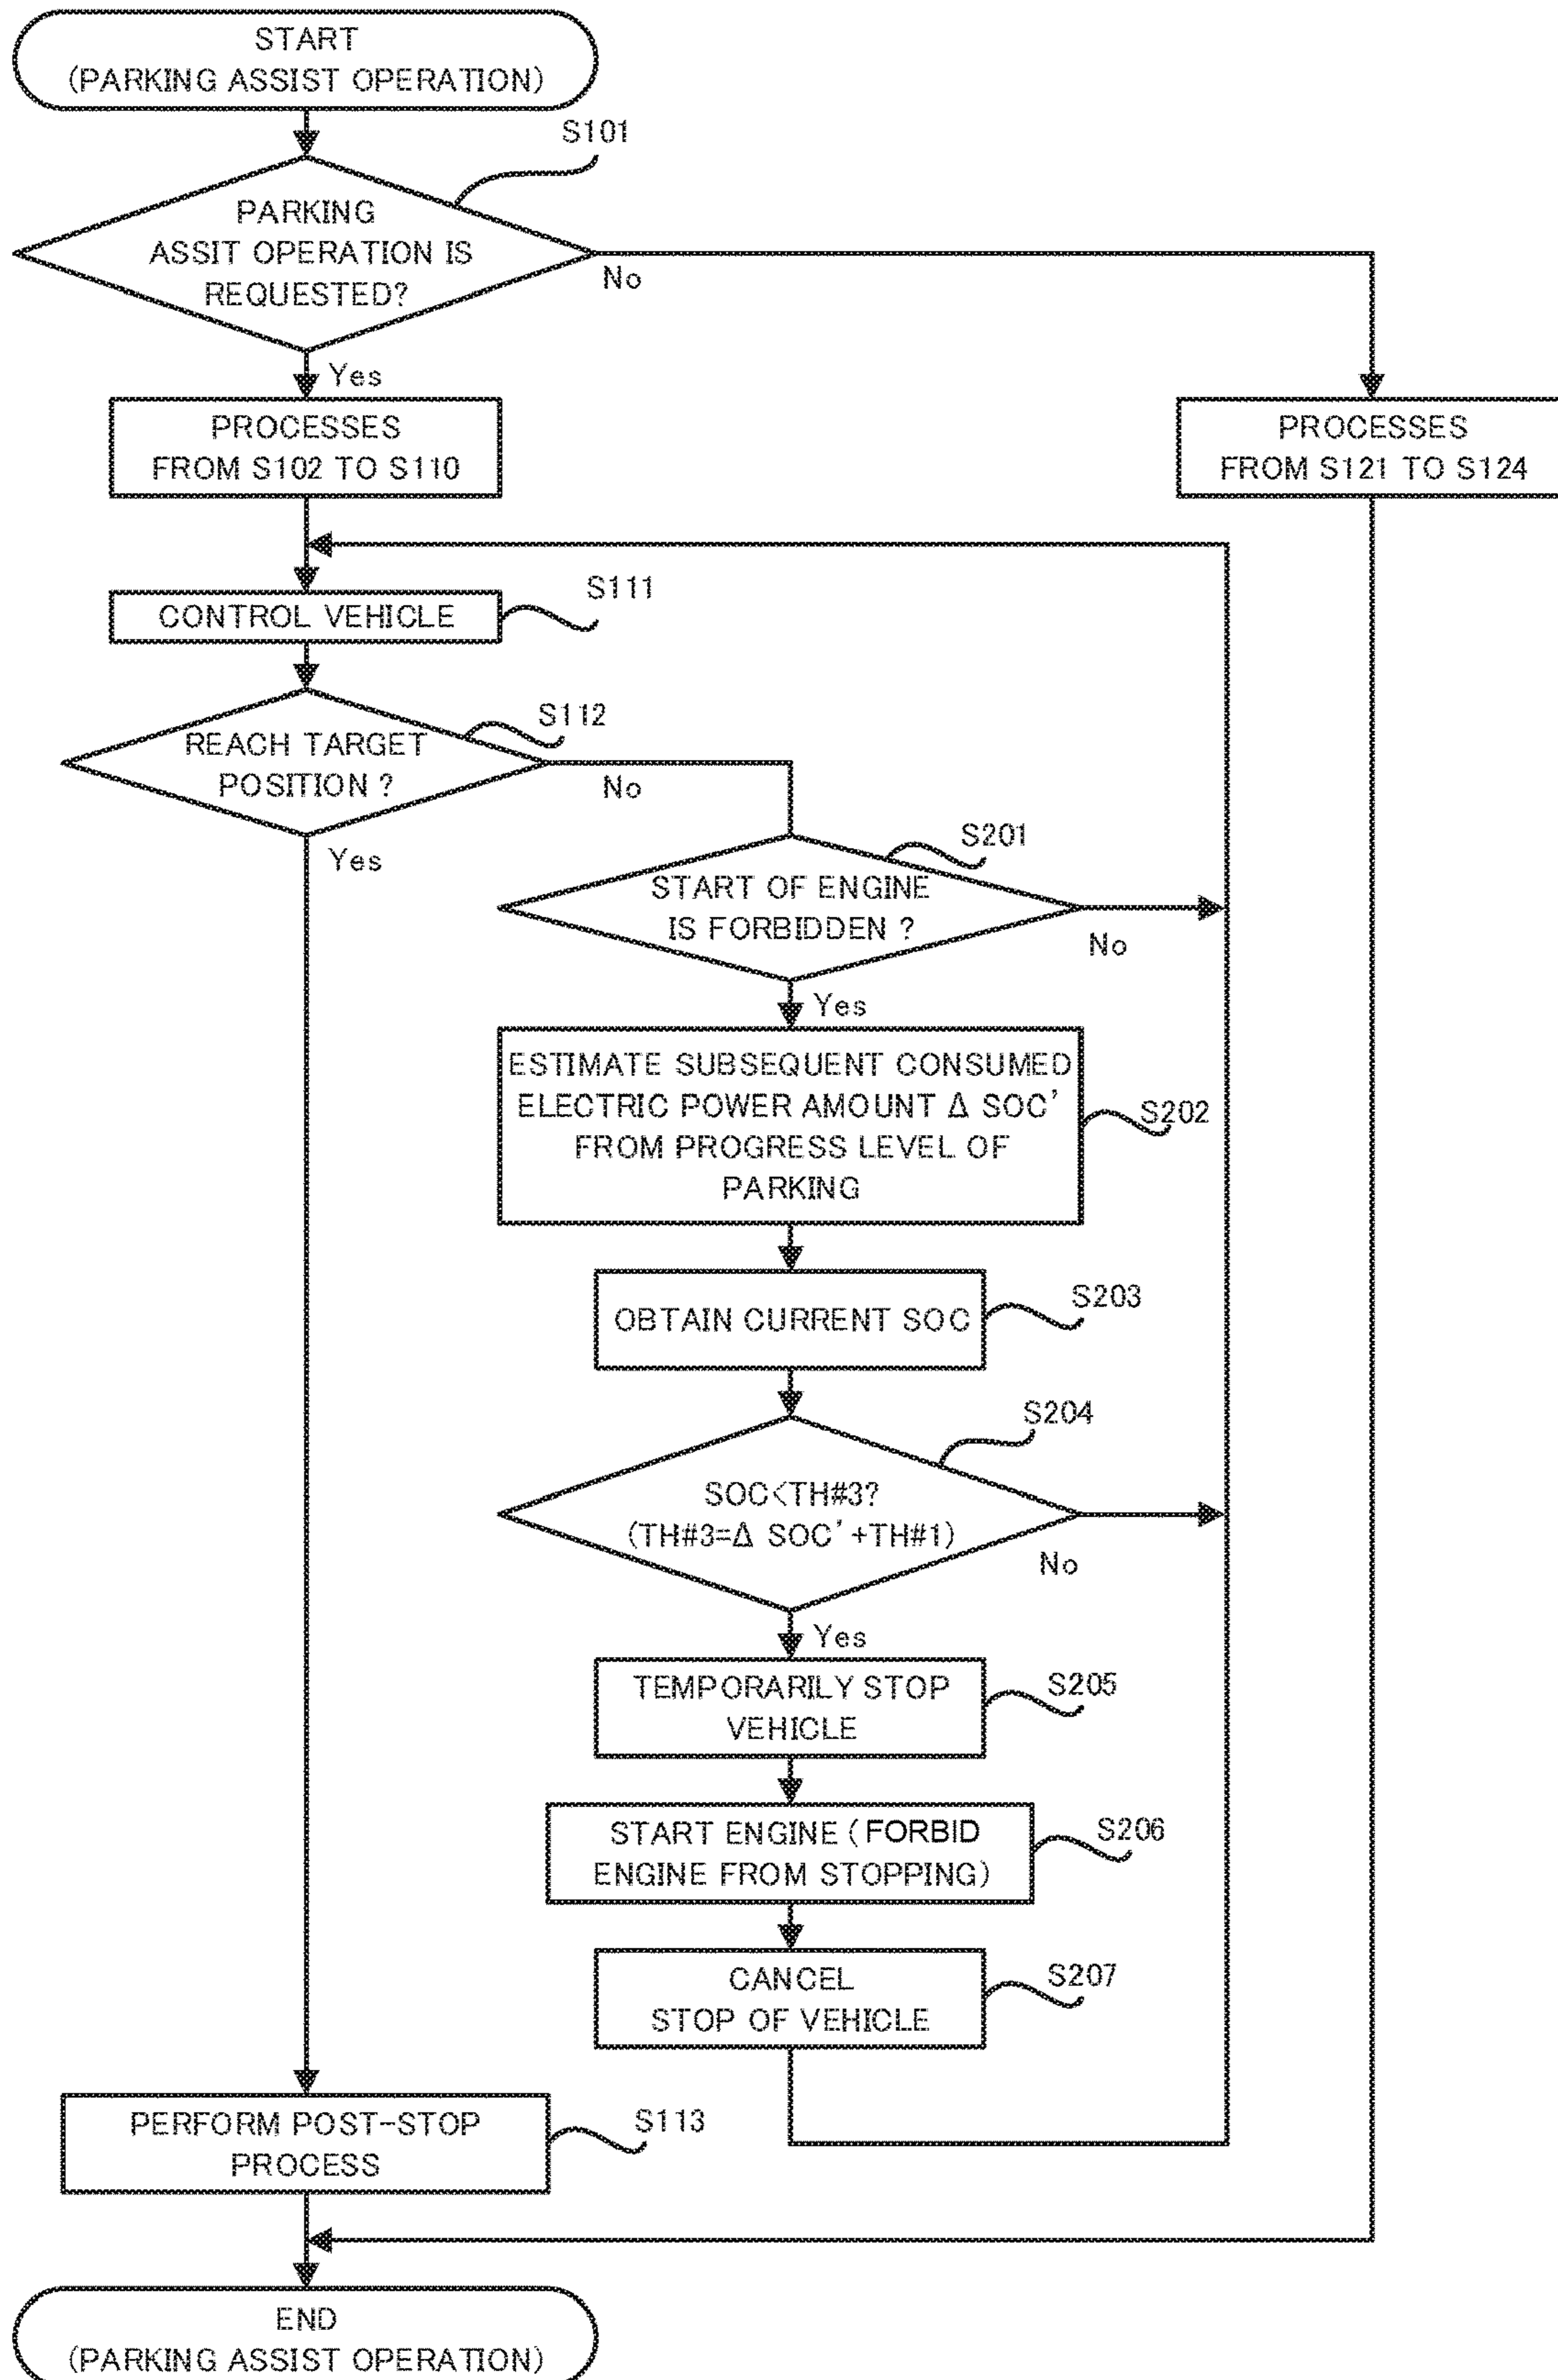 START
(PARKING ASSIST OPERATION)
S101
PARKING
ASSIT OPERATION IS
REQUESTED?
No
Yes
PROCESSES
FROM S102 TO S110
PROCESSES
FROM S121 TO S124
CONTROL VEHICLE
S111
REACH TARGET
POSITION ?
S112
No
Yes
S201
START OF ENGINE
IS FORBIDDEN ?
No
Yes
ESTIMATE SUBSEQUENT CONSUMED
ELECTRIC POWER AMOUNT Δ SOC'
FROM PROGRESS LEVEL OF
PARKING
S202
OBTAIN CURRENT SOC
S203
S204
SOC<TH#3?
(TH#3=Δ SOC' +TH#1)
No
Yes
TEMPORARILY STOP
VEHICLE
S205
START ENGINE (FORBID
ENGINE FROM STOPPING)
S206
CANCEL
STOP OF VEHICLE
S207
PERFORM POST-STOP
PROCESS
S113
END
(PARKING ASSIST OPERATION)